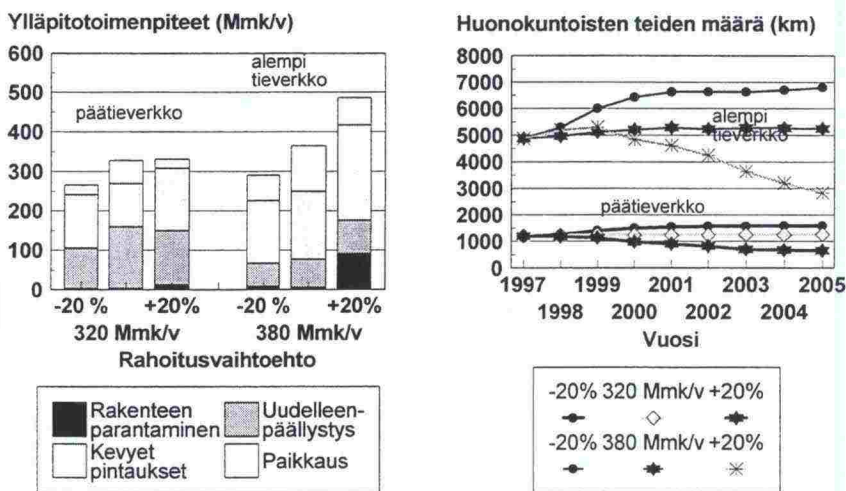 Ylläpitotoimenpiteet (Mmk/v)
600
500
400
300
200
100
0
alempi
tieverkko
päätieverkko
-20 %
+20%
-20 %
+20%
320 Mmk/v
380 Mmk/v
Rahoitusvaihtoehto
Rakenteen
parantaminen
Uudelleen-
päällystys
Kevyet
pintaukset
Paikkaus
Huonokuntoisten teiden määrä (km)
8000
7000
6000
5000
4000
3000
2000
1000
0
alempi
tieverkko
päätieverkko
1997 1999 2001 2003 2005
1998 2000 2002 2004
Vuosi
-20% 320 Mmk/v +20%
-20% 380 Mmk/v +20%